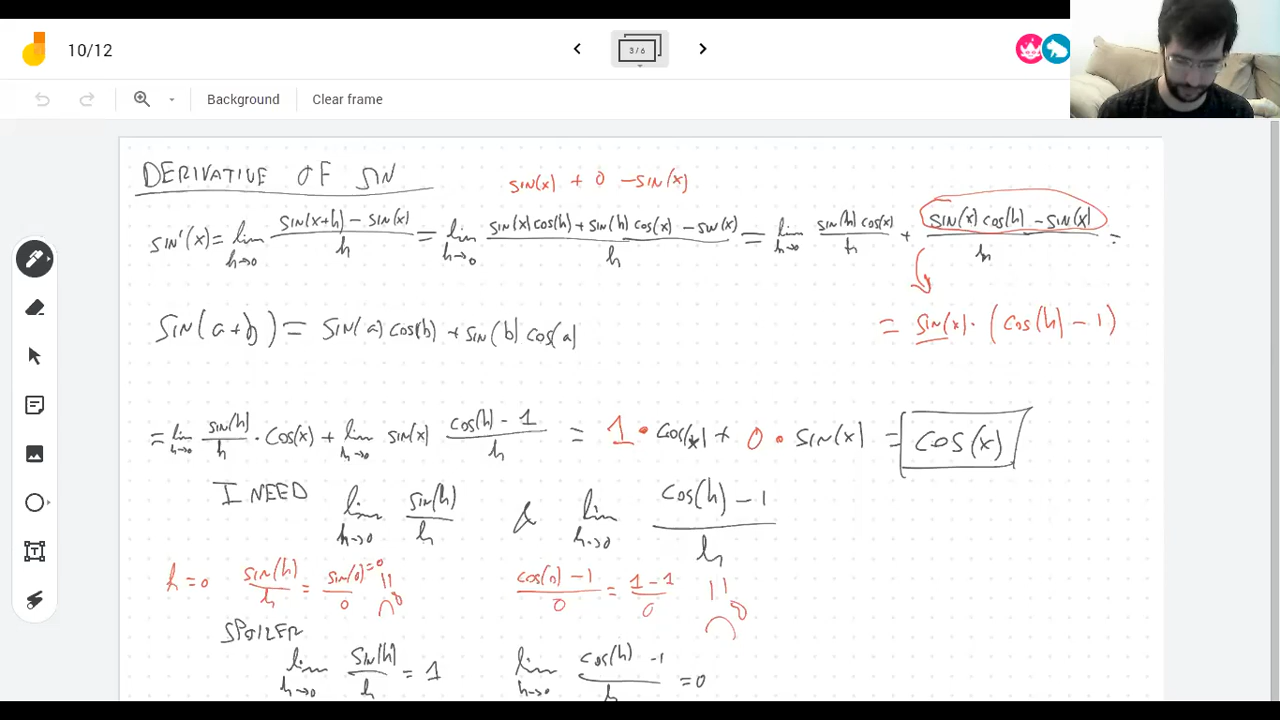 10/12
3/6
Background
Clear frame
DERIVATIVE OF SIN
sin(x) + 0 - sin(x)
sin'(x) = lim h→0 (sin(x+h) - sin(x))/h = lim h→0 (sin(x)cos(h) + sin(h)cos(x) - sin(x))/h = lim h→0 (sin(h)cos(x))/h + (sin(x)cos(h) - sin(x))/h =
sin(a+b) = sin(a)cos(b) + sin(b)cos(a)
= sin(x)·(cos(h) - 1)
= lim h→0 sin(h)/h · cos(x) + lim h→0 sin(x) (cos(h) - 1)/h = 1 · cos(x) + 0 · sin(x) = cos(x)
I NEED lim h→0 sin(h)/h & lim h→0 (cos(h) - 1)/h
h=0 sin(h)/h = sin(0)=0/0 (cos(0) - 1)/0 = (1-1)/0
SPOILER
lim h→0 sin(h)/h = 1 lim h→0 (cos(h) -1)/h = 0